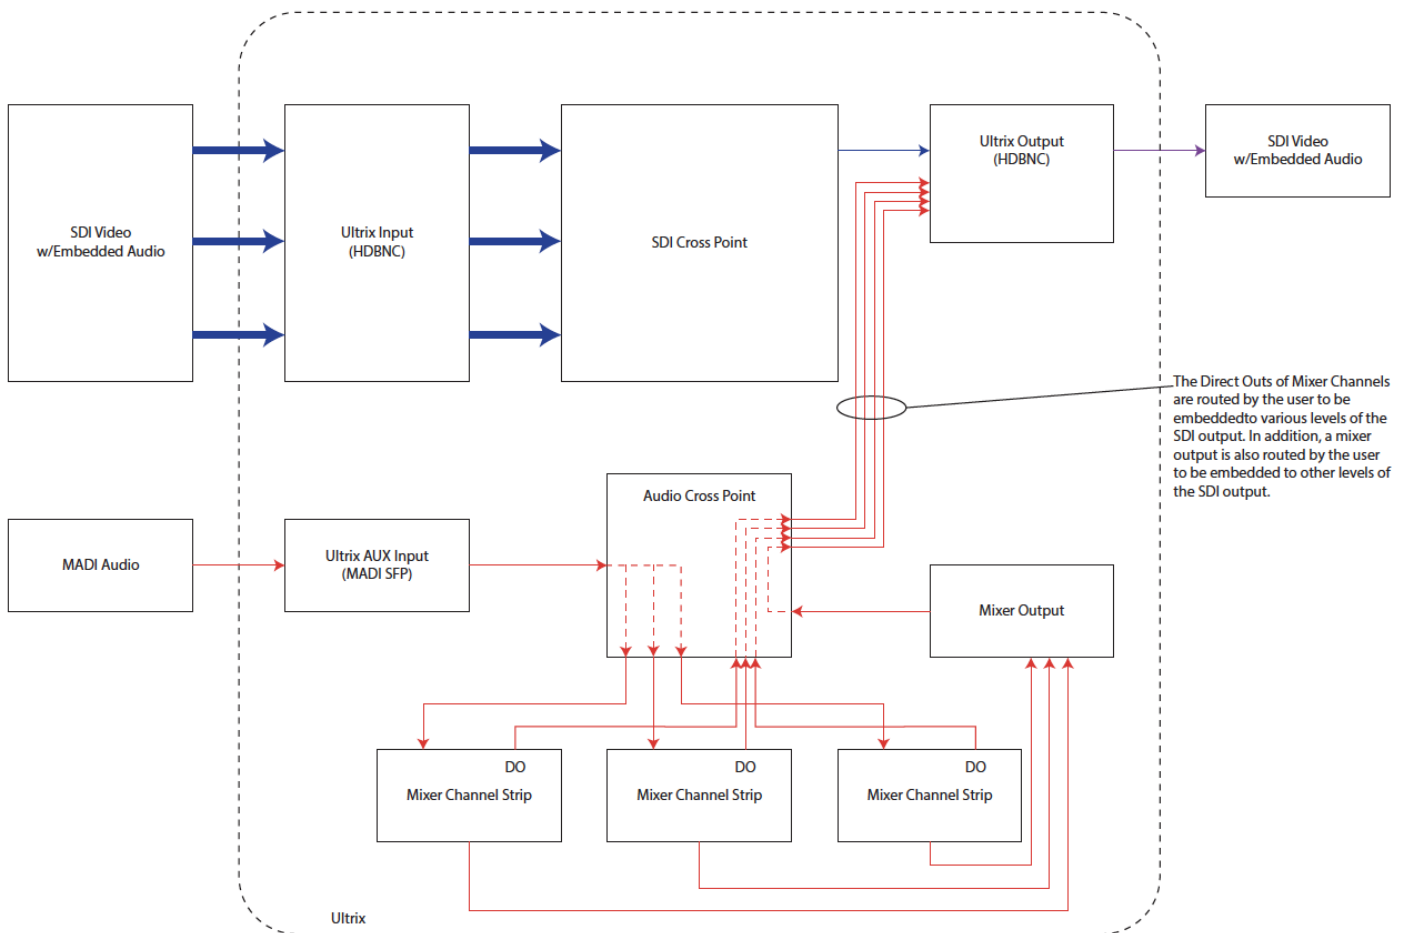 SDI Video
w/Embedded Audio
Ultrix Input
(HDBNC)
SDI Cross Point
Ultrix Output
(HDBNC)
SDI Video
w/Embedded Audio
The Direct Outs of Mixer Channels
are routed by the user to be
embeddedto various levels of the
SDI output. In addition, a mixer
output is also routed by the user
to be embedded to other levels of
the SDI output.
MADI Audio
Ultrix AUX Input
(MADI SFP)
Audio Cross Point
Mixer Output
DO
Mixer Channel Strip
DO
Mixer Channel Strip
DO
Mixer Channel Strip
Ultrix